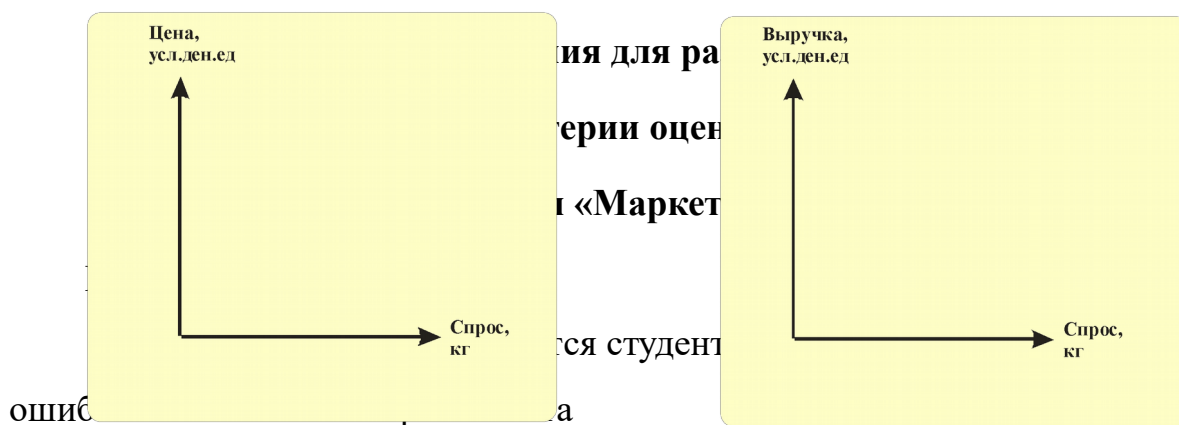 Цена,
усл.ден.ед
Выручка,
усл.ден.ед
ия для ра
терии оцен
«Маркет
Спрос,
кг
Спрос,
кг
тся студент
ошиб
а